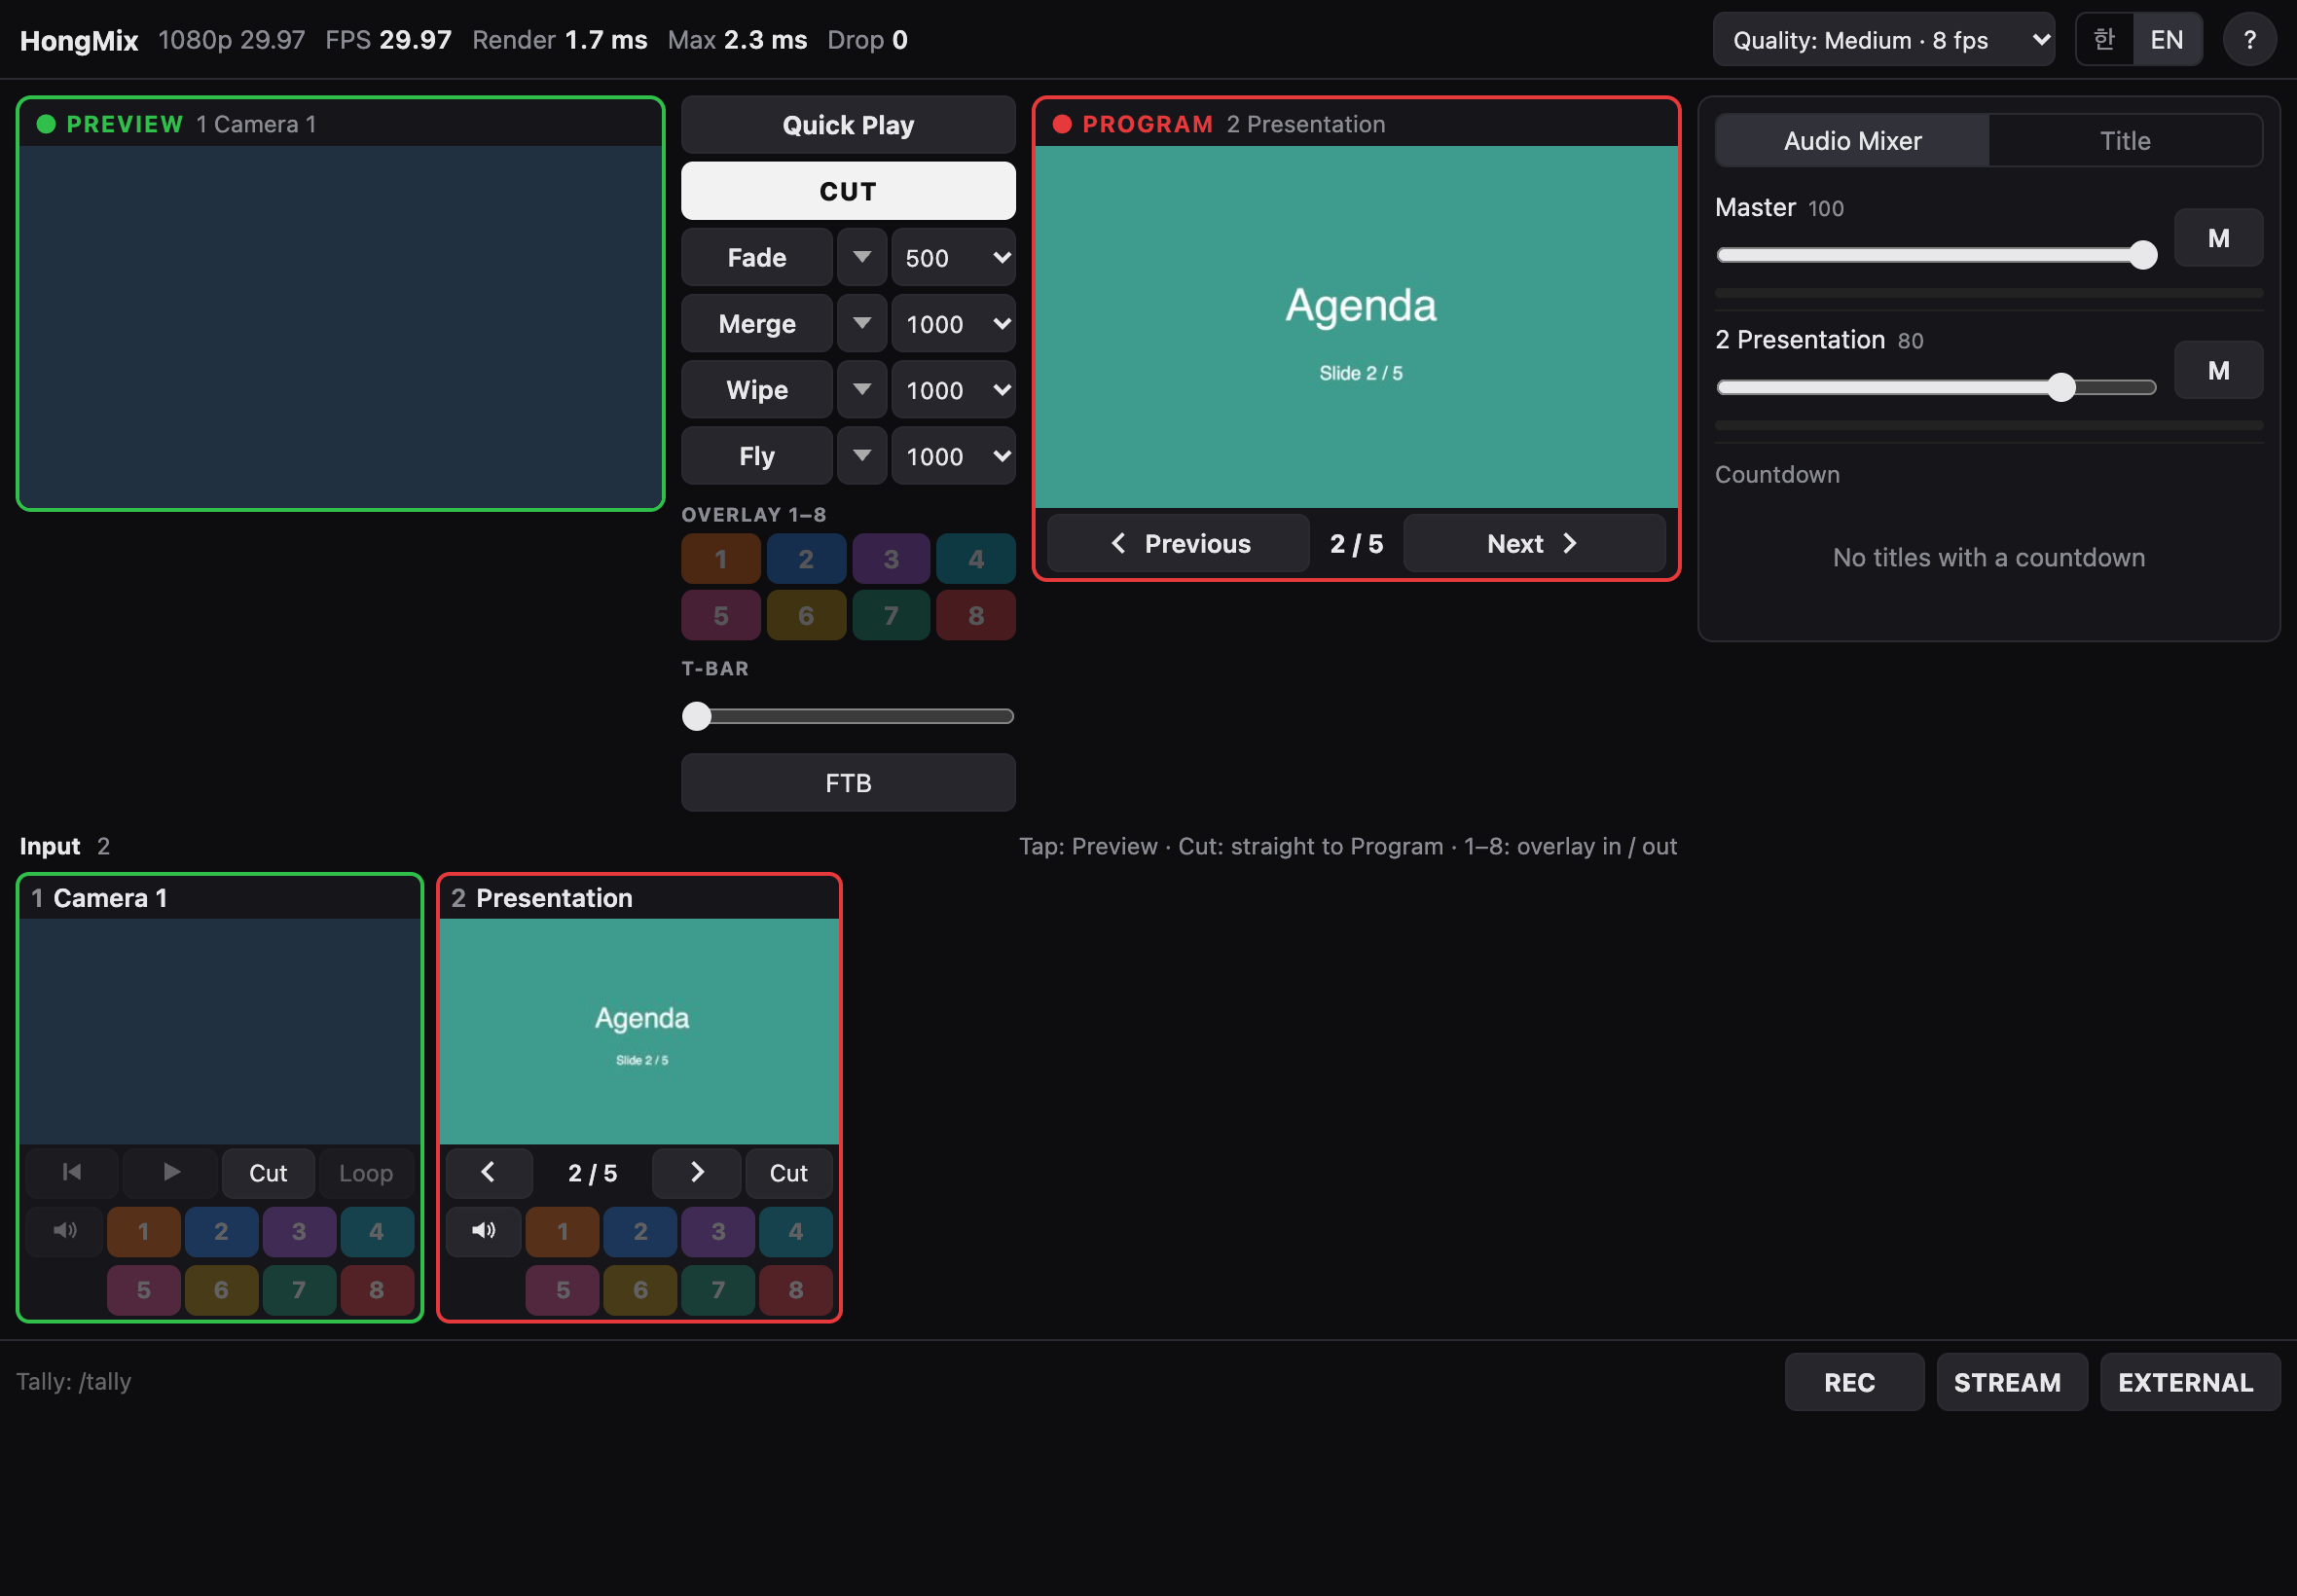 HongMix 1080p 29.97 FPS 29.97 Render 1.7 ms Max 2.3 ms Drop 0
Quality: Medium · 8 fps
한 EN ?
PREVIEW 1 Camera 1
Quick Play
CUT
Fade 500
Merge 1000
Wipe 1000
Fly 1000
OVERLAY 1–8
1 2 3 4
5 6 7 8
T-BAR
FTB
PROGRAM 2 Presentation
Agenda
Slide 2 / 5
Previous 2 / 5 Next
Audio Mixer Title
Master 100
M
2 Presentation 80
M
Countdown
No titles with a countdown
Input 2
Tap: Preview · Cut: straight to Program · 1–8: overlay in / out
1 Camera 1
Cut Loop
1 2 3 4
5 6 7 8
2 Presentation
Agenda
Slide 2 / 5
2 / 5 Cut
1 2 3 4
5 6 7 8
Tally: /tally
REC STREAM EXTERNAL